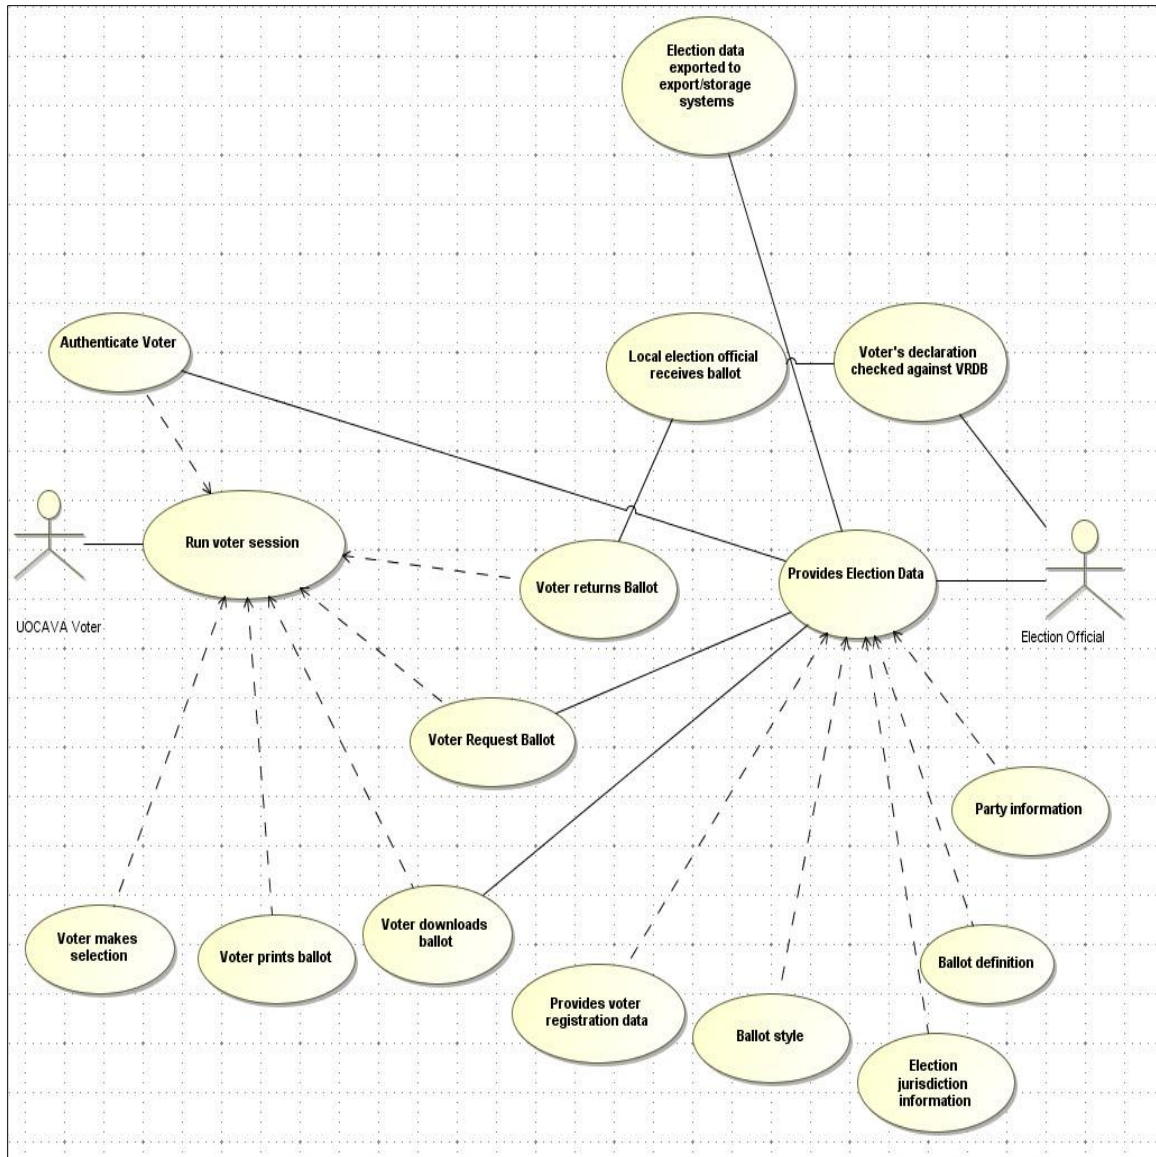 Election data
exported to
export/storage
systems
Authenticate Voter
Local election official
receives ballot
Voter's declaration
checked against VRDB
Run voter session
UOCAVA Voter
Voter returns Ballot
Provides Election Data
Election Official
Voter Request Ballot
Party information
Voter makes
selection
Voter prints ballot
Voter downloads
ballot
Provides voter
registration data
Ballot style
Ballot definition
Election
jurisdiction
information